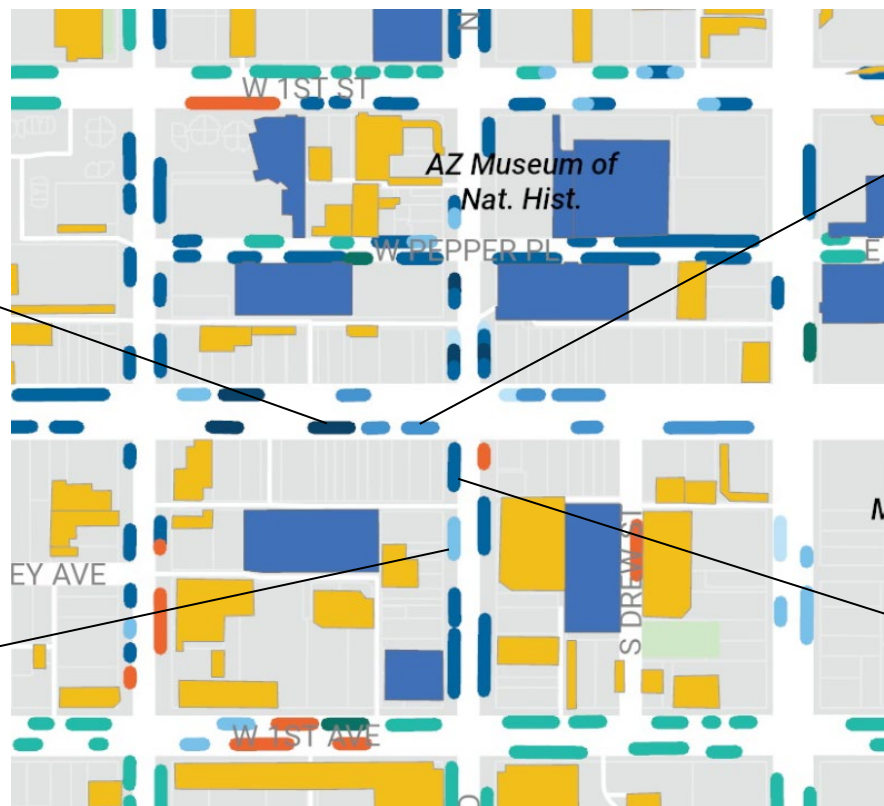 N
W 1ST ST
AZ Museum of
Nat. Hist.
W PEPPER PL
E
M
EY AVE
S DREW ST
W 1ST AVE